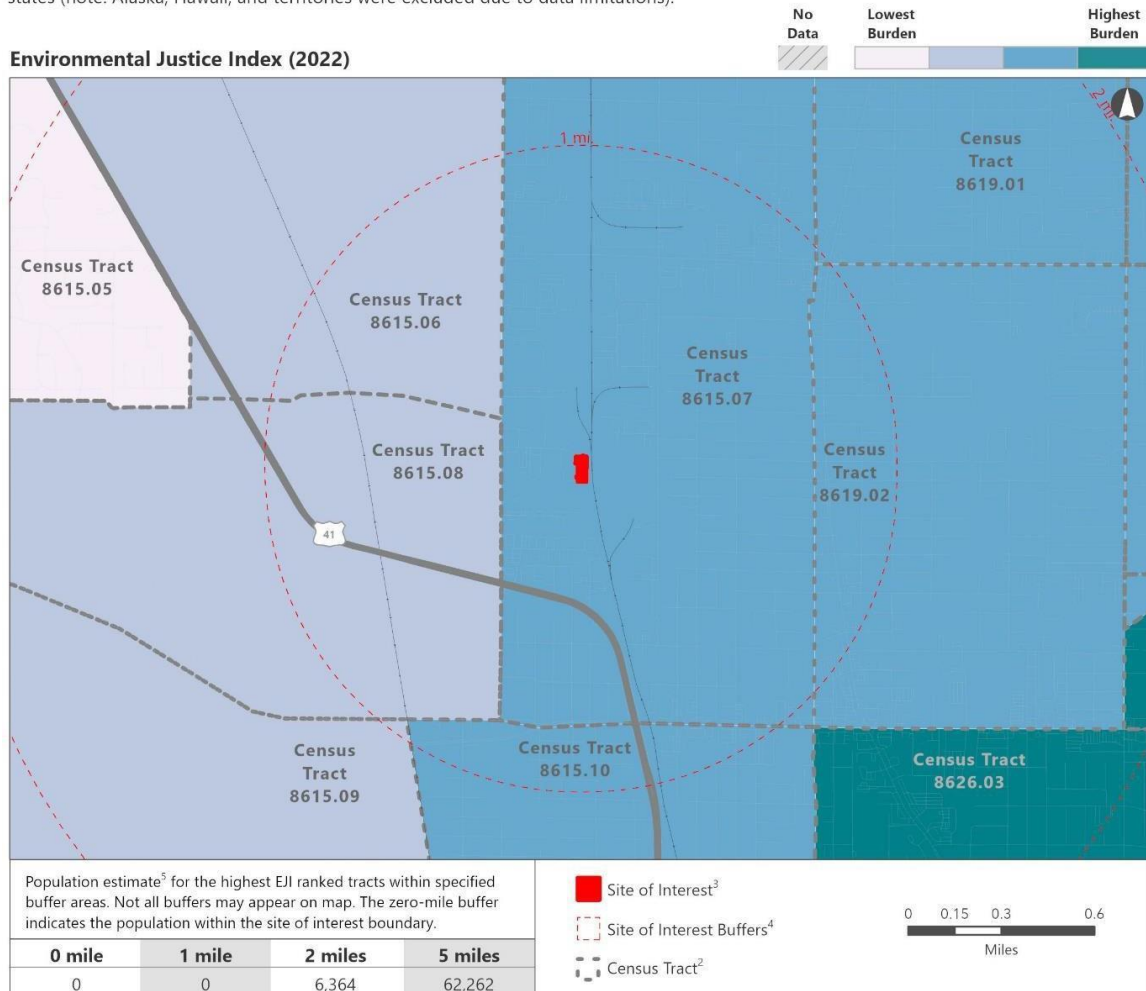 states (note: Alaska, Hawaii, and territories were excluded due to data limitations).
No
Data
Lowest
Burden
Highest
Burden
Environmental Justice Index (2022)
2 mi.
1 mi.
Census
Tract
8619.01
Census Tract
8615.05
Census Tract
8615.06
Census
Tract
8615.07
Census Tract
8615.08
Census
Tract
8619.02
41
Census
Tract
8615.09
Census Tract
8615.10
Census Tract
8626.03
Population estimate⁵ for the highest EJI ranked tracts within specified
buffer areas. Not all buffers may appear on map. The zero-mile buffer
indicates the population within the site of interest boundary.
0 mile 1 mile 2 miles 5 miles
0 0 6,364 62,262
Site of Interest³
Site of Interest Buffers⁴
Census Tract²
0 0.15 0.3 0.6
Miles